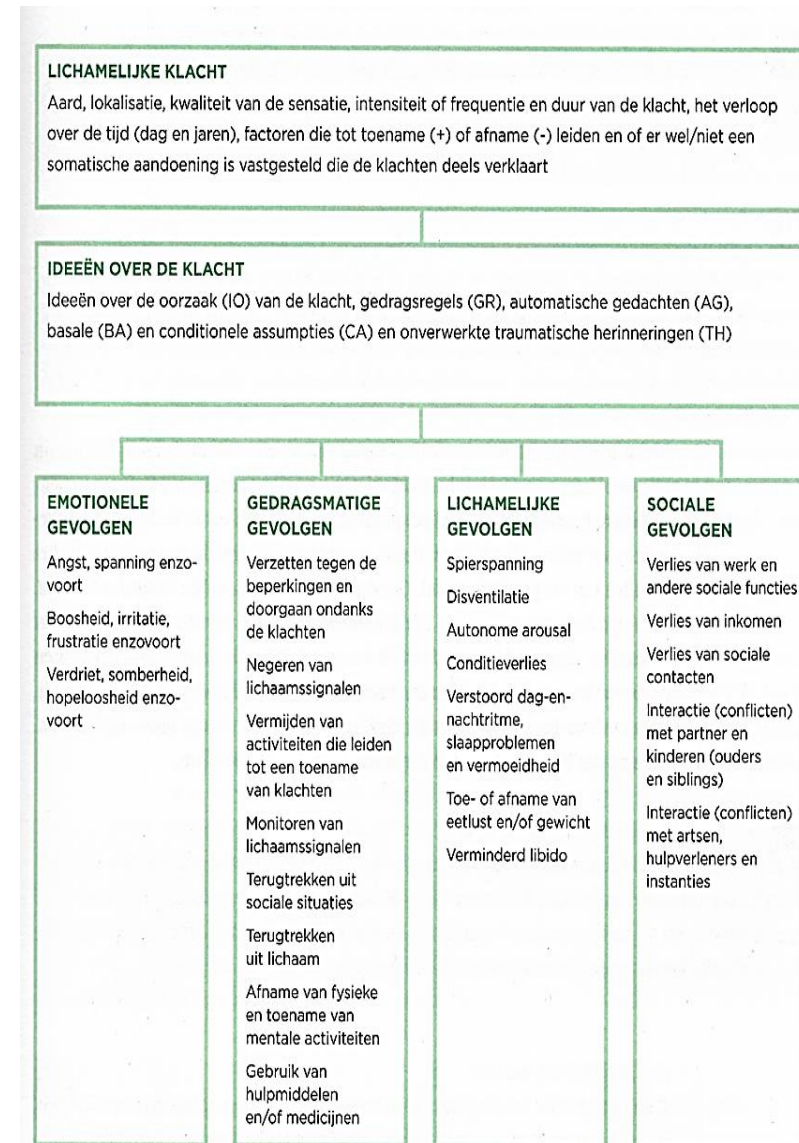 LICHAMELIJKE KLACHT
Aard, lokalisatie, kwaliteit van de sensatie, intensiteit of frequentie en duur van de klacht, het verloop
over de tijd (dag en jaren), factoren die tot toename (+) of afname (-) leiden en of er wel/niet een
somatische aandoening is vastgesteld die de klachten deels verklaart
IDEEËN OVER DE KLACHT
Ideeën over de oorzaak (IO) van de klacht, gedragsregels (GR), automatische gedachten (AG),
basale (BA) en conditionele assumpties (CA) en onverwerkte traumatische herinneringen (TH)
EMOTIONELE
GEVOLGEN
Angst, spanning enzo-
voort
Boosheid, irritatie,
frustratie enzovoort
Verdriet, somberheid,
hopeloosheid enzo-
voort
GEDRAGSMATIGE
GEVOLGEN
Verzetten tegen de
beperkingen en
doorgaan ondanks
de klachten
Negeren van
lichaamssignalen
Vermijden van
activiteiten die leiden
tot een toename
van klachten
Monitoren van
lichaamssignalen
Terugtrekken uit
sociale situaties
Terugtrekken
uit lichaam
Afname van fysieke
en toename van
mentale activiteiten
Gebruik van
hulpmiddelen
en/of medicijnen
LICHAMELIJKE
GEVOLGEN
Spierspanning
Disventilatie
Autonome arousal
Conditieverlies
Verstoord dag-en-
nachtritme,
slaapproblemen
en vermoeidheid
Toe- of afname van
eetlust en/of gewicht
Verminderd libido
SOCIALE
GEVOLGEN
Verlies van werk en
andere sociale functies
Verlies van inkomen
Verlies van sociale
contacten
Interactie (conflicten)
met partner en
kinderen (ouders
en siblings)
Interactie (conflicten)
met artsen,
hulpverleners en
instanties